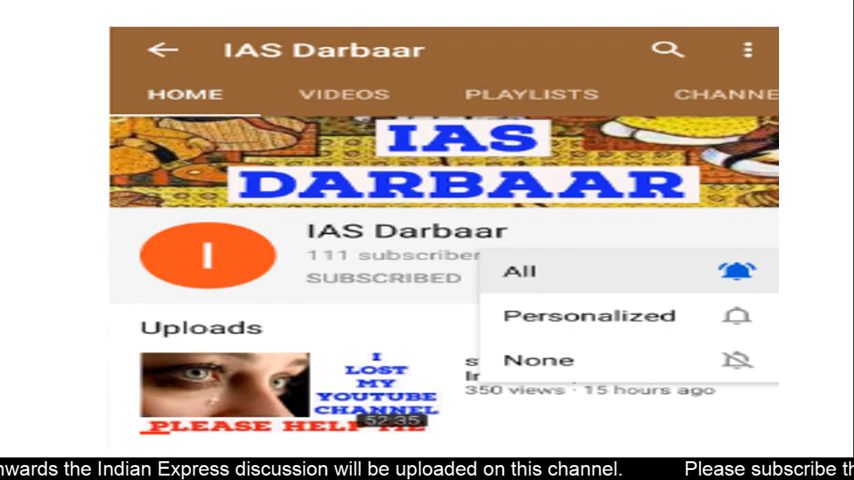 IAS Darbaar
HOME VIDEOS PLAYLISTS CHANNE
IAS
DARBAAR
I
IAS Darbaar
111 subscriber
SUBSCRIBED
All
Personalized
None
Uploads
I
LOST
MY
YOUTUBE
CHANNEL
52:35
PLEASE HELP ME
350 views · 15 hours ago
nwards the Indian Express discussion will be uploaded on this channel. Please subscribe th